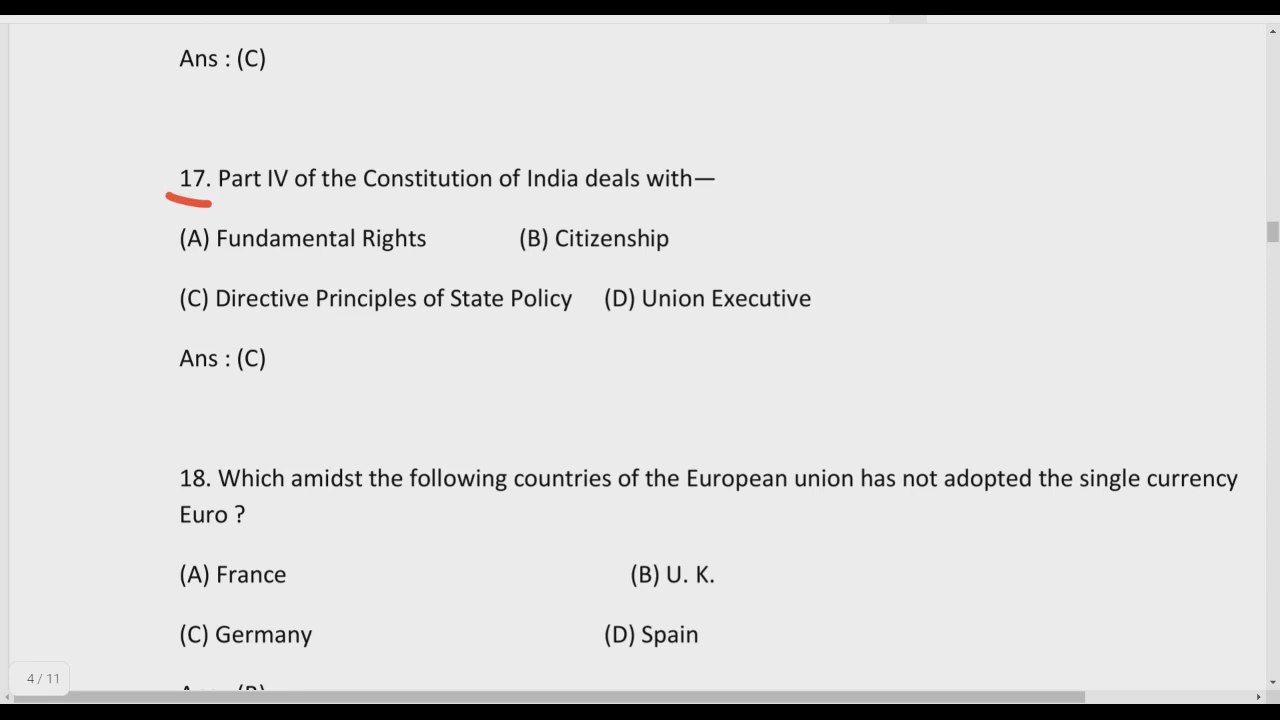 Ans : (C)
17. Part IV of the Constitution of India deals with—
(A) Fundamental Rights (B) Citizenship
(C) Directive Principles of State Policy (D) Union Executive
Ans : (C)
18. Which amidst the following countries of the European union has not adopted the single currency
Euro ?
(A) France (B) U. K.
(C) Germany (D) Spain
Ans : (B)
4 / 11